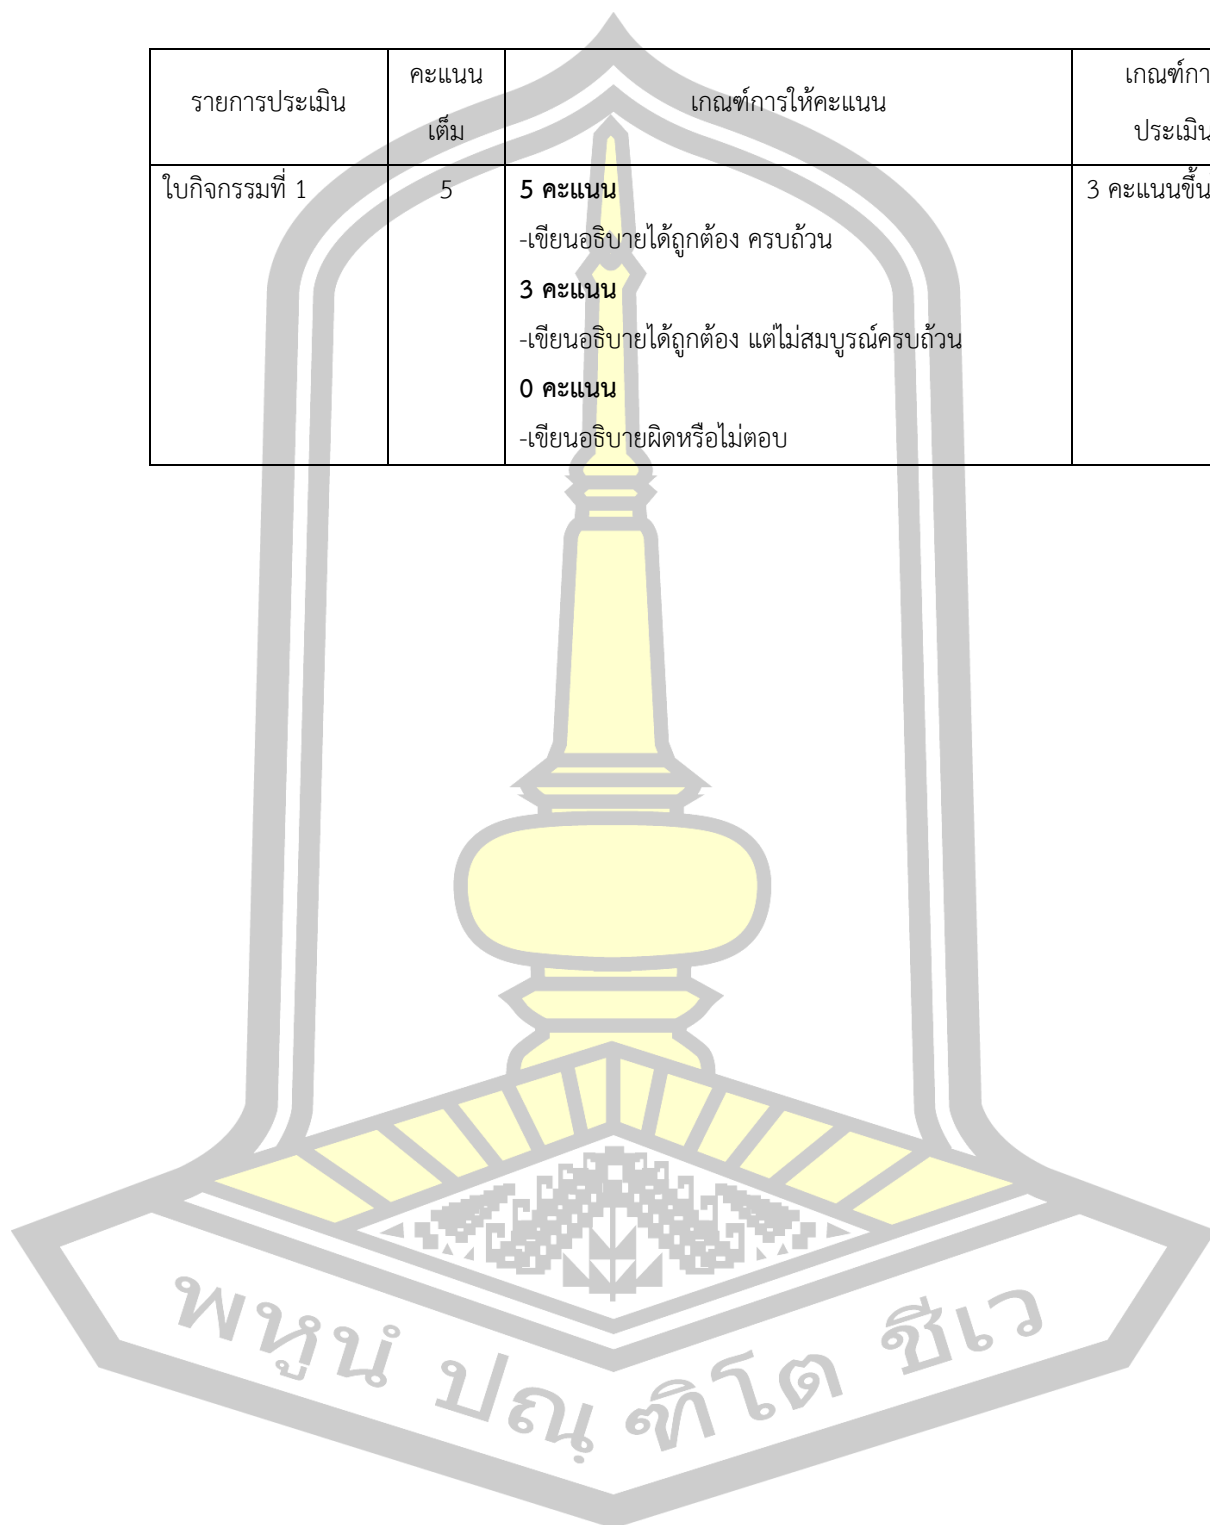 รายการประเมิน
คะแนน
เต็ม
เกณฑ์การให้คะแนน
เกณฑ์กา
ประเมิน
ใบกิจกรรมที่ 1
5
5 คะแนน
3 คะแนนขึ้น
-เขียนอธิบายได้ถูกต้อง ครบถ้วน
3 คะแนน
-เขียนอธิบายได้ถูกต้อง แต่ไม่สมบูรณ์ครบถ้วน
0 คะแนน
-เขียนอธิบายผิดหรือไม่ตอบ
พหูนํ ปณฺฑิโต ชีเว